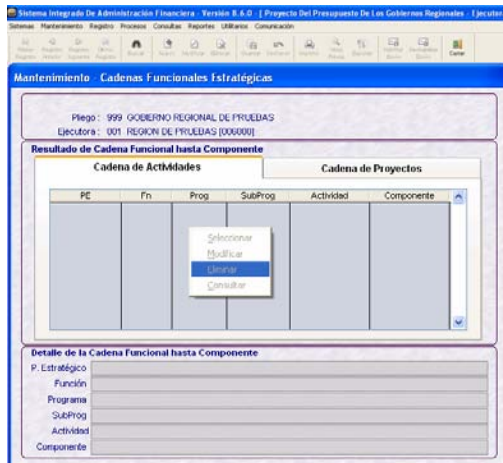 Sistema Integrado De Administración Financiera - Versión 8.6.0 - [ Proyecto Del Presupuesto De Los Gobiernos Regionales - Ejecutora
Sistemas Mantenimiento Registro Procesos Consultas Reportes Utilitarios Comunicación
Mantenimiento - Cadenas Funcionales Estratégicas
Pliego : 999 GOBIERNO REGIONAL DE PRUEBAS
Ejecutora : 001 REGION DE PRUEBAS [006000]
Resultado de Cadena Funcional hasta Componente
Cadena de Actividades Cadena de Proyectos
PE Fn Prog SubProg Actividad Componente
Seleccionar
Modificar
Eliminar
Consultar
Detalle de la Cadena Funcional hasta Componente
P. Estratégico
Función
Programa
SubProg
Actividad
Componente